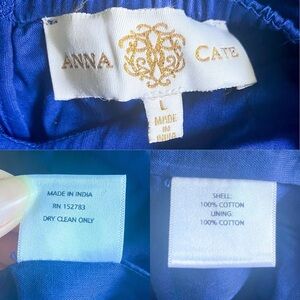 ANNA CATE
L
MADE
IN
INDIA
MADE IN INDIA
RN 152783
DRY CLEAN ONLY
SHELL:
100% COTTON
LINING:
100% COTTON